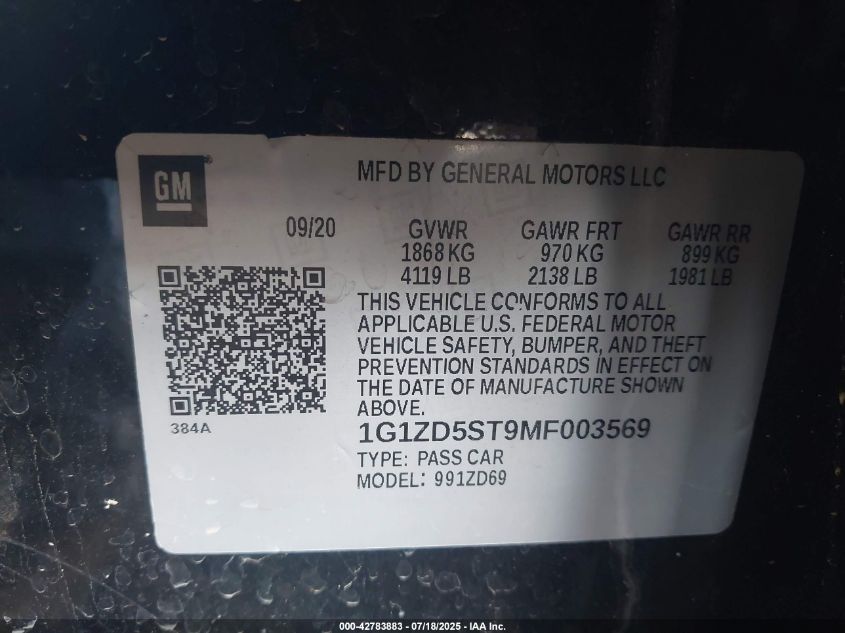 GM
MFD BY GENERAL MOTORS LLC
09/20 GVWR GAWR FRT GAWR RR
1868 KG 970 KG 899 KG
4119 LB 2138 LB 1981 LB
THIS VEHICLE CONFORMS TO ALL
APPLICABLE U.S. FEDERAL MOTOR
VEHICLE SAFETY, BUMPER, AND THEFT
PREVENTION STANDARDS IN EFFECT ON
THE DATE OF MANUFACTURE SHOWN
ABOVE.
384A
1G1ZD5ST9MF003569
TYPE: PASS CAR
MODEL: 991ZD69
000-42783883 / 07/18/2025 - IAA Inc.